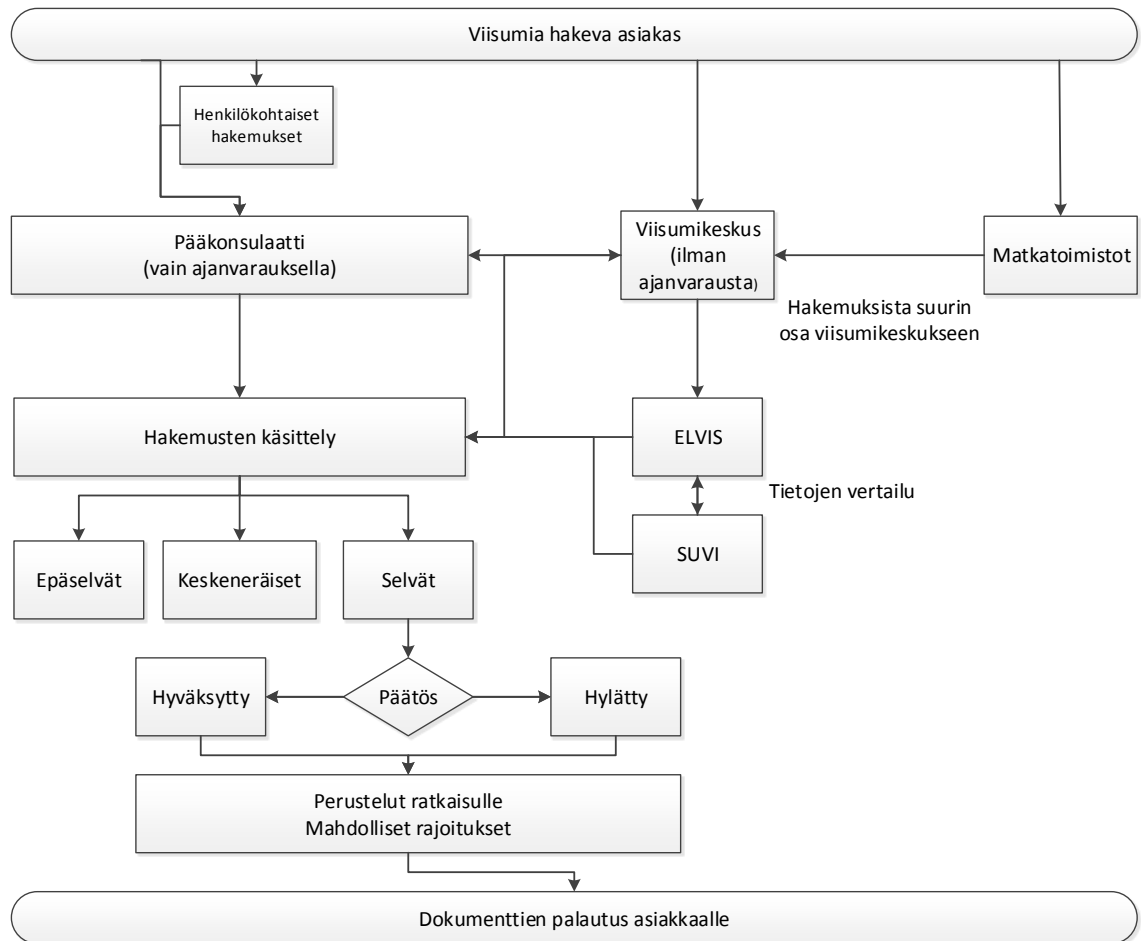 Viisumia hakeva asiakas
Henkilökohtaiset
hakemukset
Pääkonsulaatti
(vain ajanvarauksella)
Viisumikeskus
(ilman
ajanvarausta)
Matkatoimistot
Hakemuksista suurin
osa viisumikeskukseen
Hakemusten käsittely
ELVIS
Tietojen vertailu
SUVI
Epäselvät
Keskeneräiset
Selvät
Hyväksytty
Päätös
Hylätty
Perustelut ratkaisulle
Mahdolliset rajoitukset
Dokumenttien palautus asiakkaalle